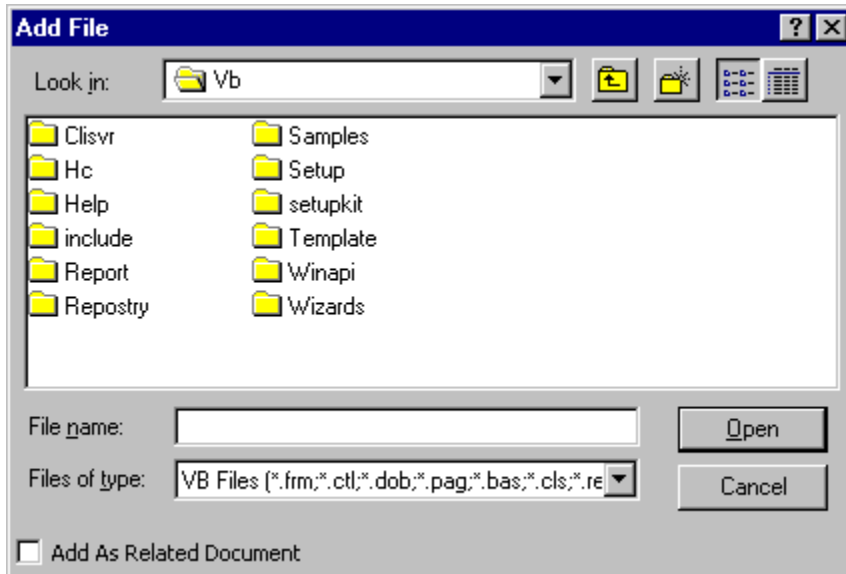 Add File
Look in: Vb
Clisvr Samples
Hc Setup
Help setupkit
include Template
Report Winapi
Repostry Wizards
File name: Open
Files of type: VB Files (*.frm;*.ctl;*.dob;*.pag;*.bas;*.cls;*.re Cancel
Add As Related Document